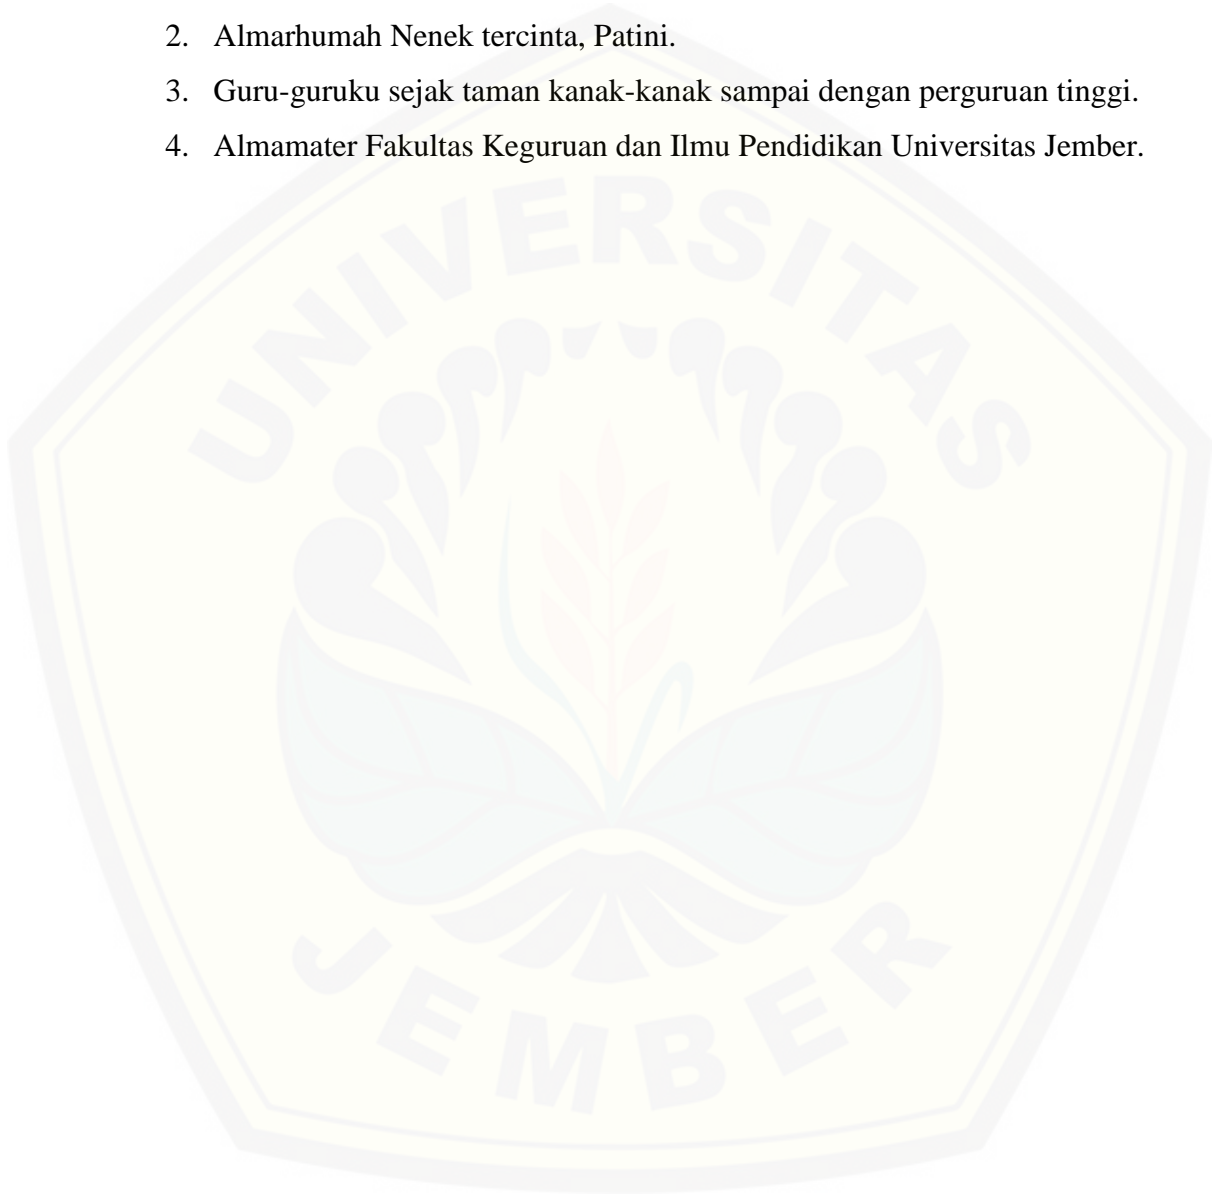 2. Almarhumah Nenek tercinta, Patini.
3. Guru-guruku sejak taman kanak-kanak sampai dengan perguruan tinggi.
4. Almamater Fakultas Keguruan dan Ilmu Pendidikan Universitas Jember.
UNIVERSITAS
JEMBER